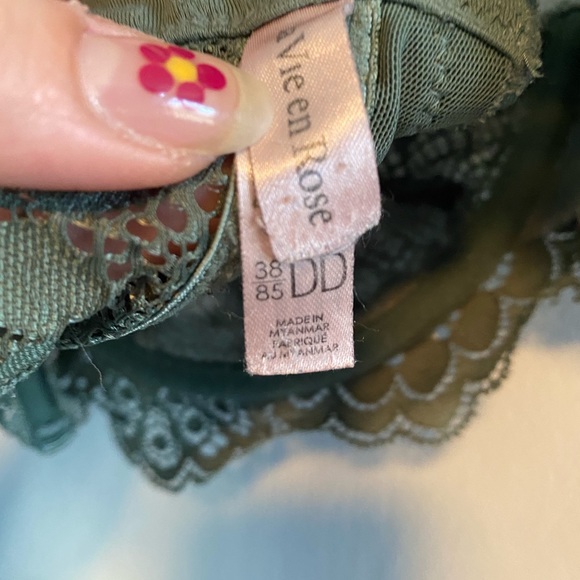 a Vie en Rose
38
85 DD
MADE IN
MYANMAR
FABRIQUÉ
AU MYANMAR